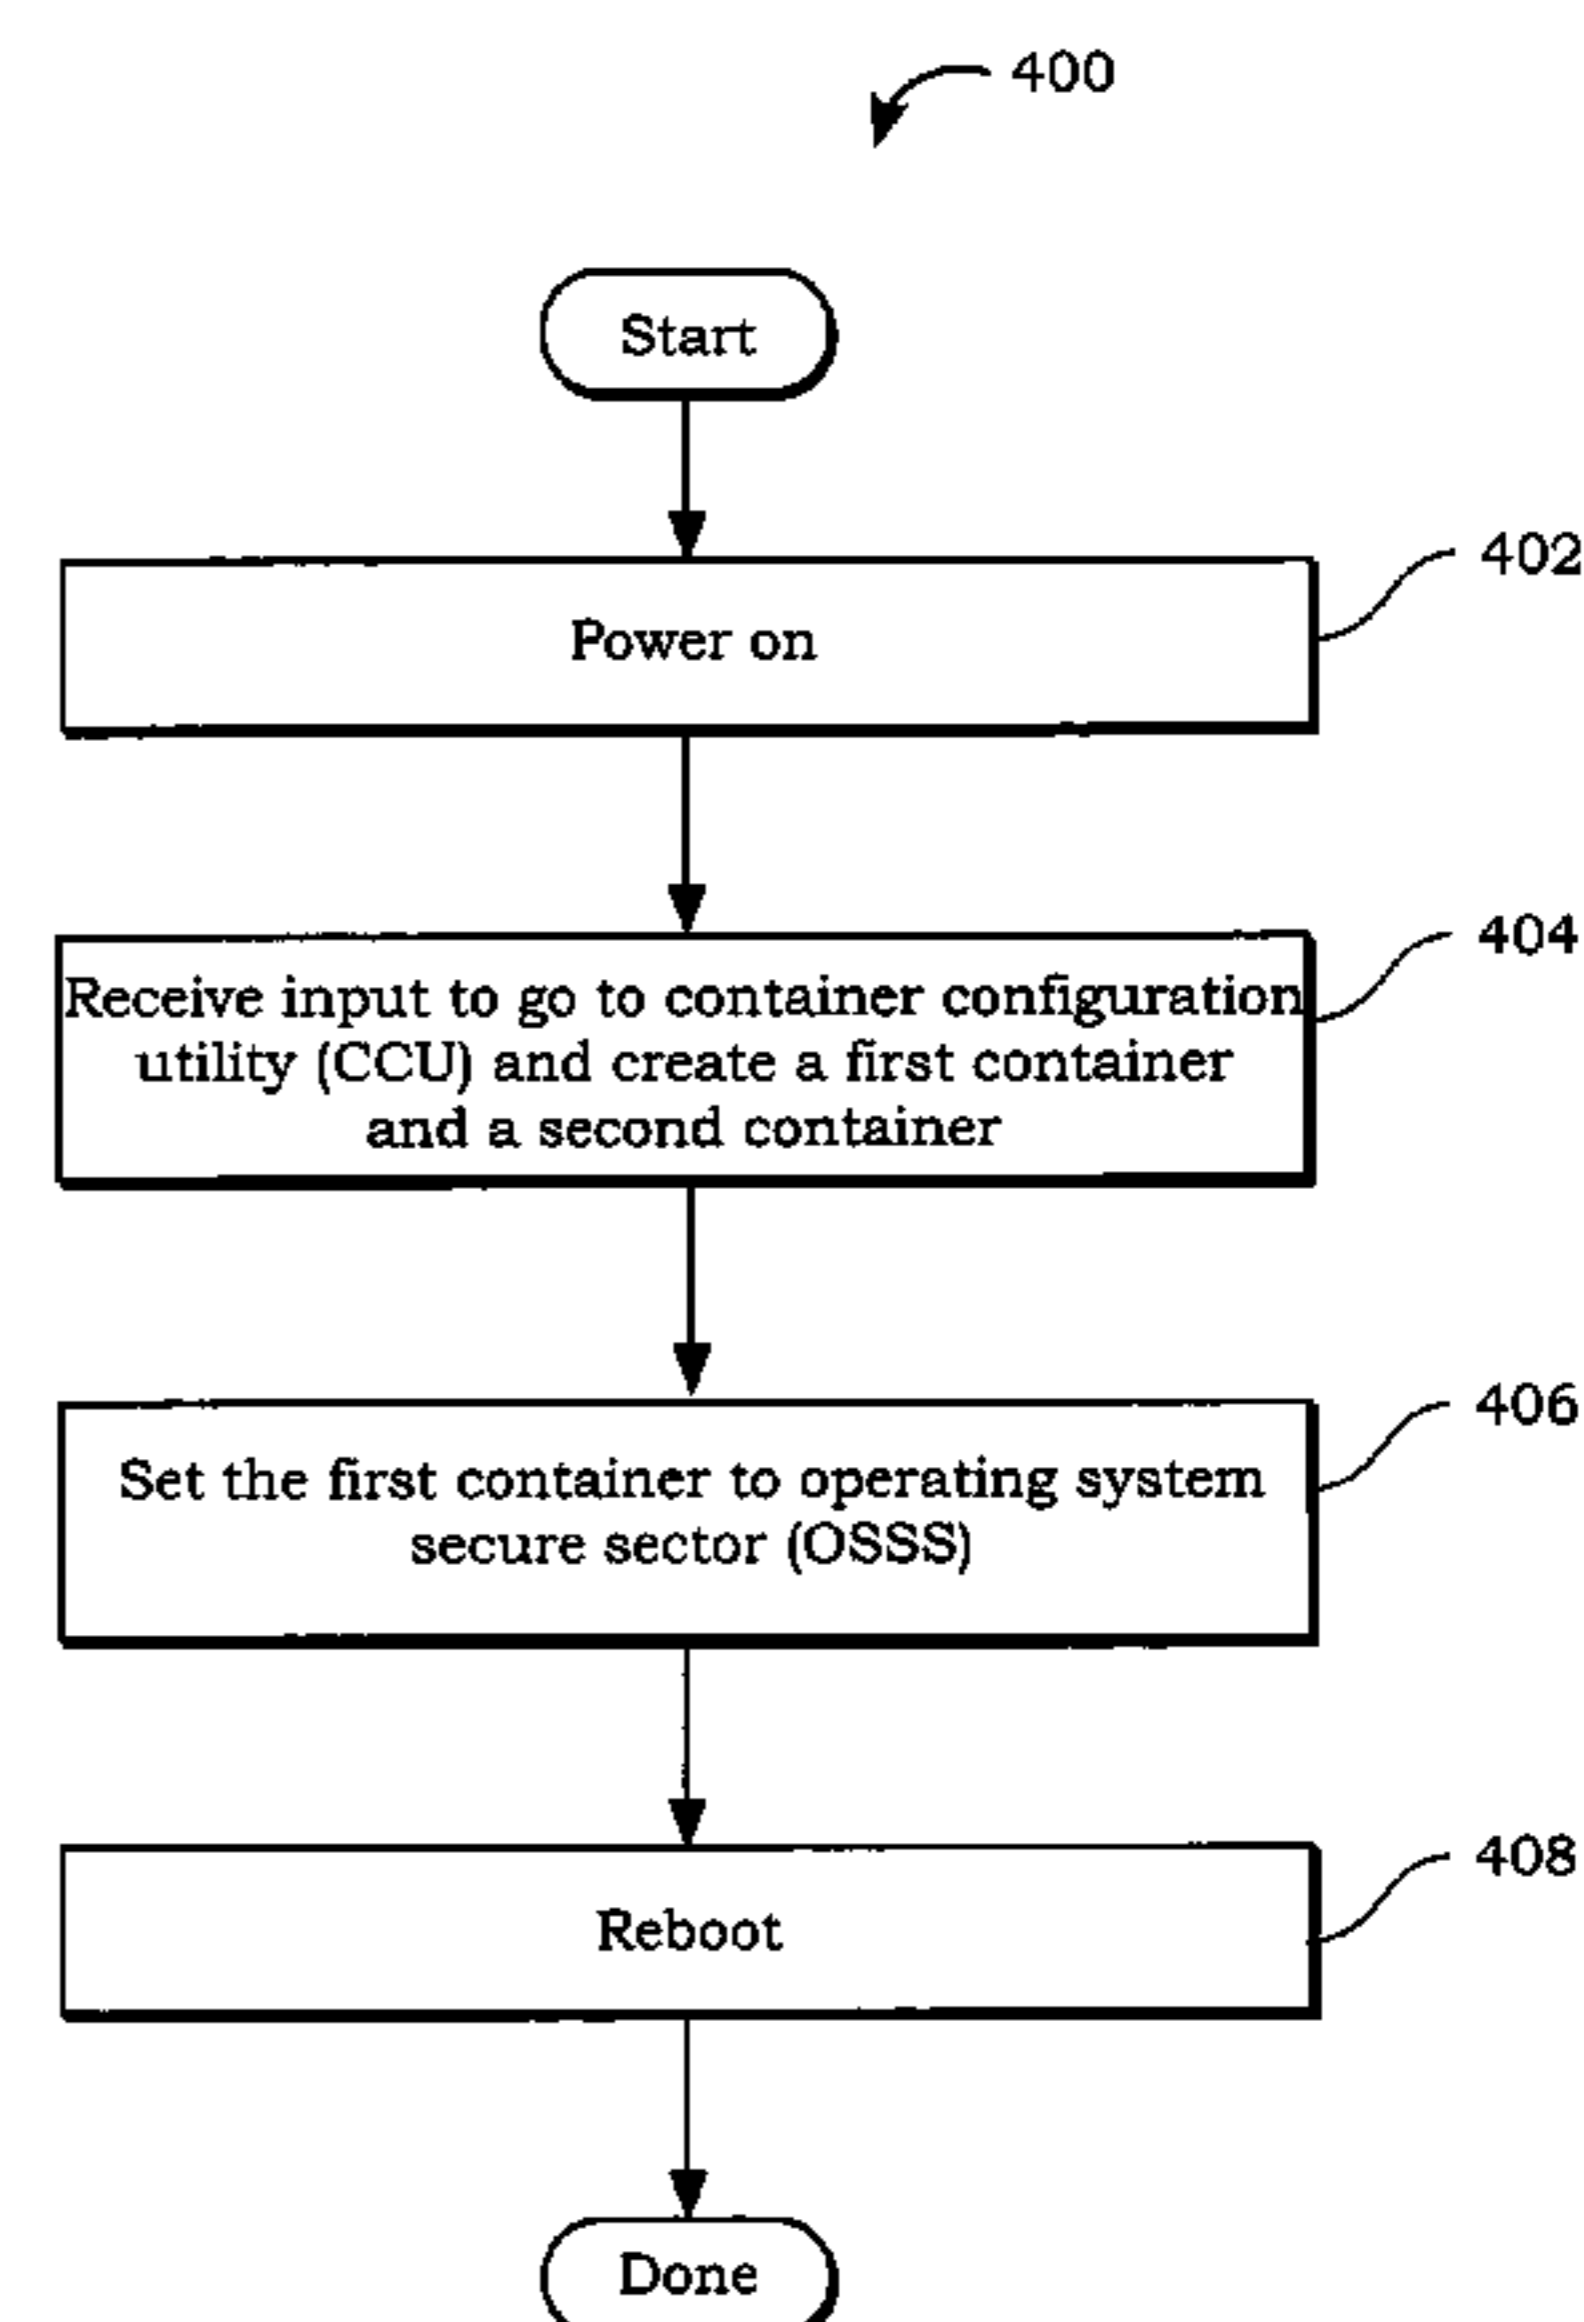 400
Start
402
Power on
404
Receive input to go to container configuration
utility (CCU) and create a first container
and a second container
406
Set the first container to operating system
secure sector (OSSS)
408
Reboot
Done